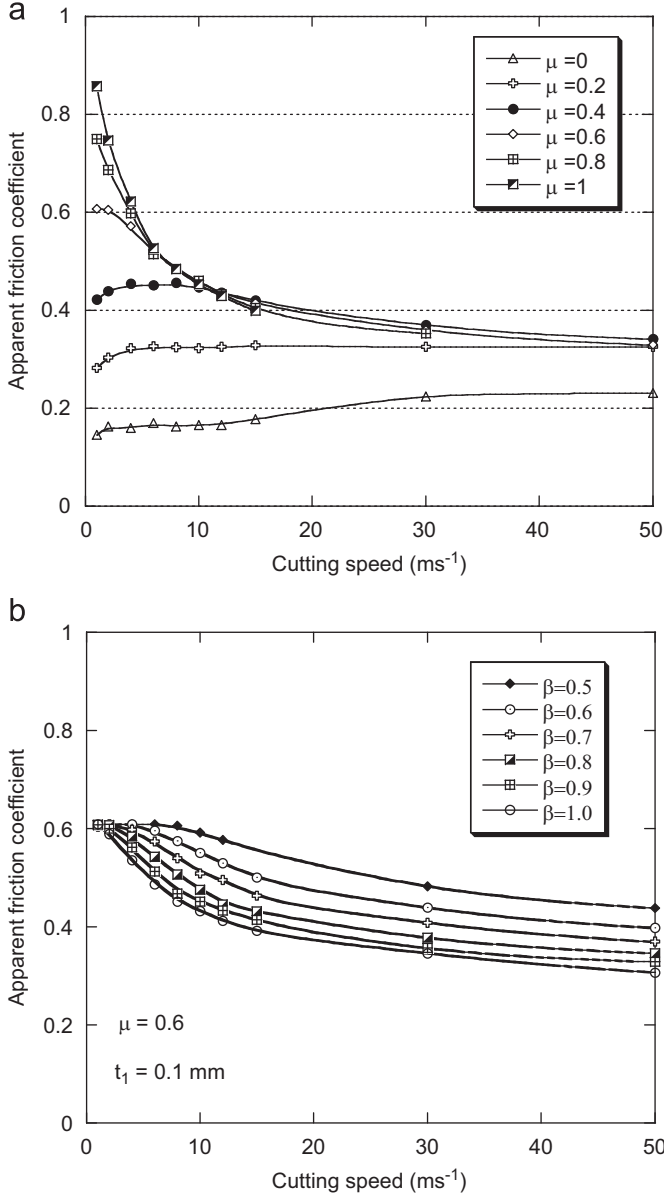 a
1
0.8
0.6
0.4
0.2
0
Apparent friction coefficient
μ =0
μ =0.2
μ =0.4
μ =0.6
μ =0.8
μ =1
0 10 20 30 40 50
Cutting speed (ms⁻¹)
b
1
0.8
0.6
0.4
0.2
0
Apparent friction coefficient
β=0.5
β=0.6
β=0.7
β=0.8
β=0.9
β=1.0
μ = 0.6
t₁ = 0.1 mm
0 10 20 30 40 50
Cutting speed (ms⁻¹)